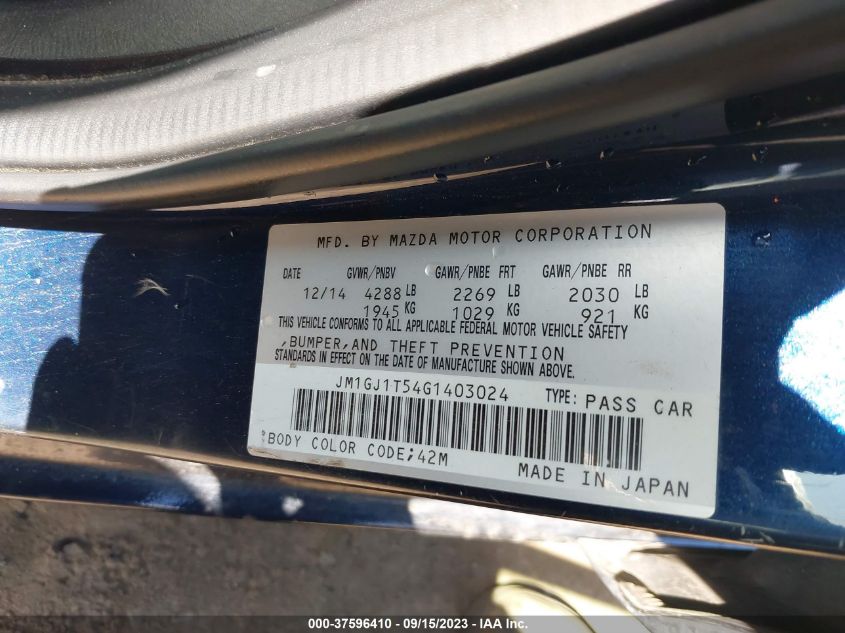 MFD. BY MAZDA MOTOR CORPORATION
DATE GVWR/PNBV GAWR/PNBE FRT GAWR/PNBE RR
12/14 4288 LB 2269 LB 2030 LB
1945 KG 1029 KG 921 KG
THIS VEHICLE CONFORMS TO ALL APPLICABLE FEDERAL MOTOR VEHICLE SAFETY
,BUMPER,AND THEFT PREVENTION
STANDARDS IN EFFECT ON THE DATE OF MANUFACTURE SHOWN ABOVE.
JM1GJ1T54G1403024 TYPE: PASS CAR
BODY COLOR CODE;42M
MADE IN JAPAN
000-37596410 - 09/15/2023 - IAA Inc.